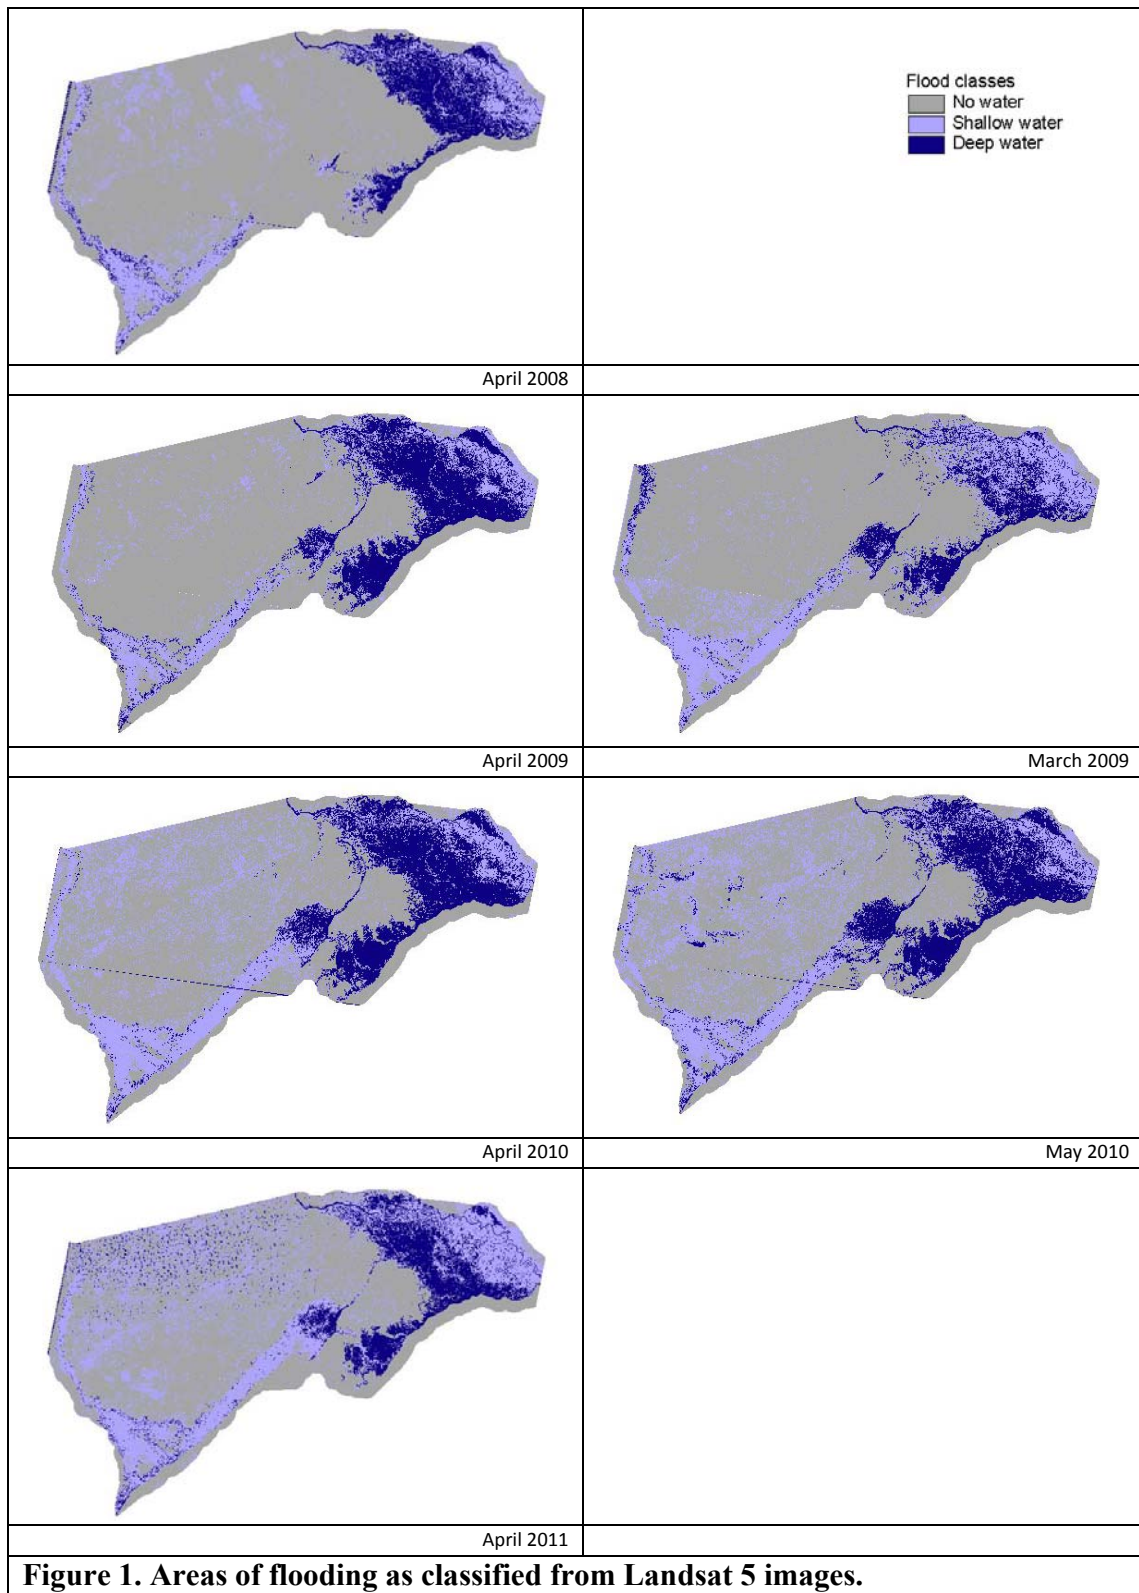 Flood classes
No water
Shallow water
Deep water
April 2008
April 2009
March 2009
April 2010
May 2010
April 2011
Figure 1. Areas of flooding as classified from Landsat 5 images.